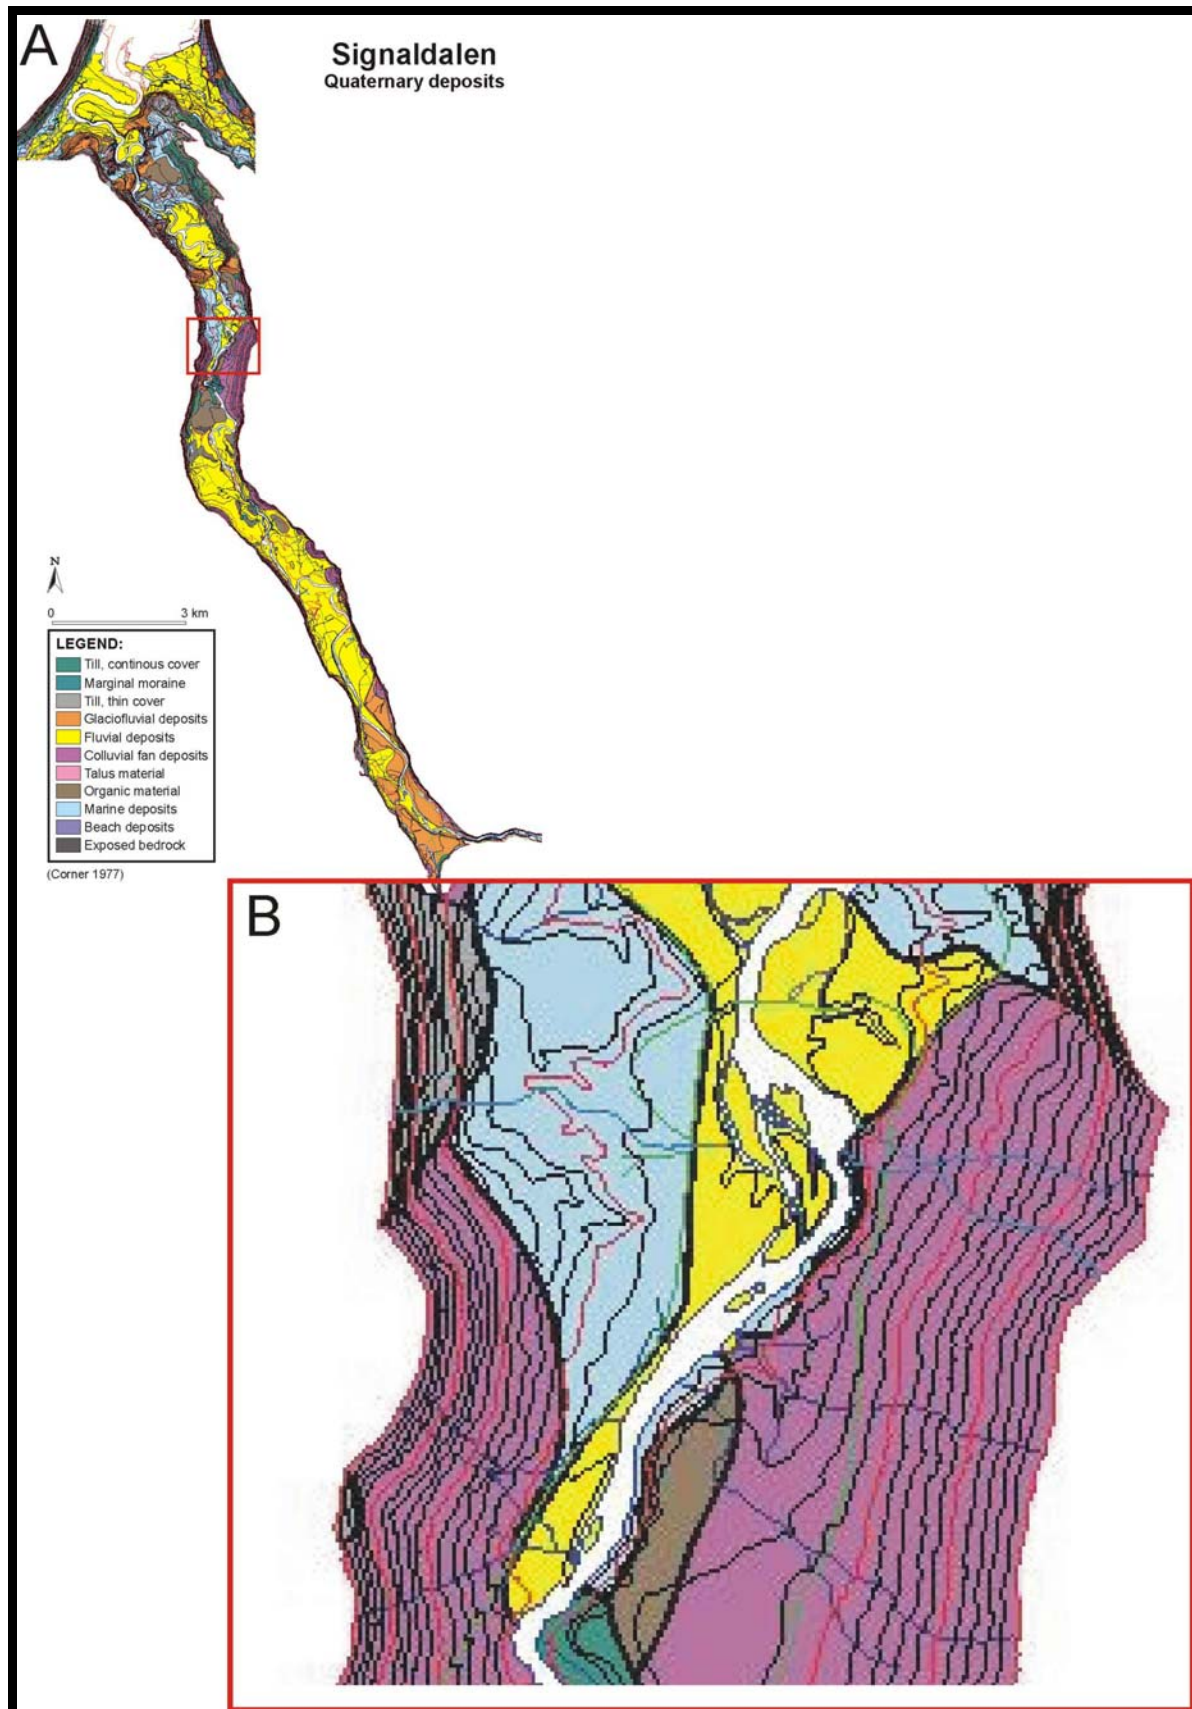 A
Signaldalen
Quaternary deposits
N
0 3 km
LEGEND:
Till, continous cover
Marginal moraine
Till, thin cover
Glaciofluvial deposits
Fluvial deposits
Colluvial fan deposits
Talus material
Organic material
Marine deposits
Beach deposits
Exposed bedrock
(Corner 1977)
B